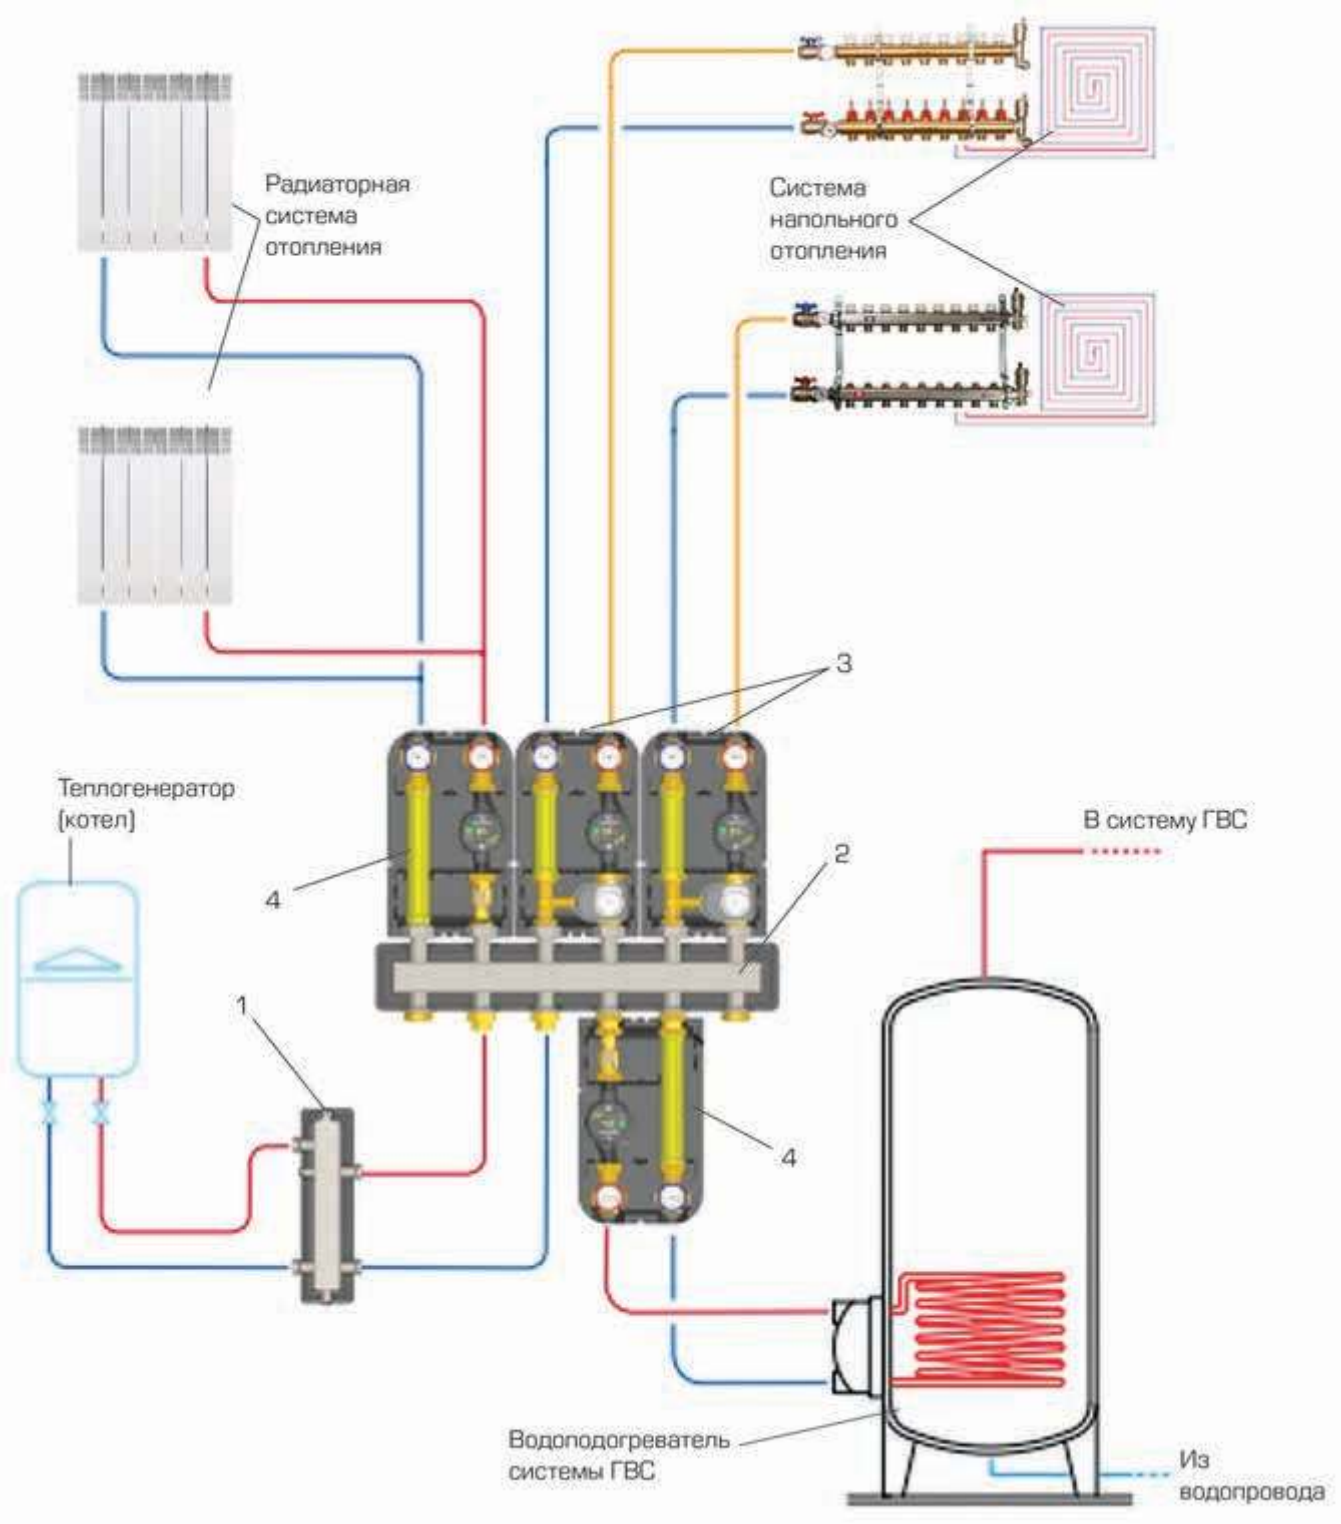 Радиаторная
система
отопления
Система
напольного
отопления
3
Теплогенератор
(котел)
В систему ГВС
2
4
1
4
Водоподогреватель
системы ГВС
Из
водопровода